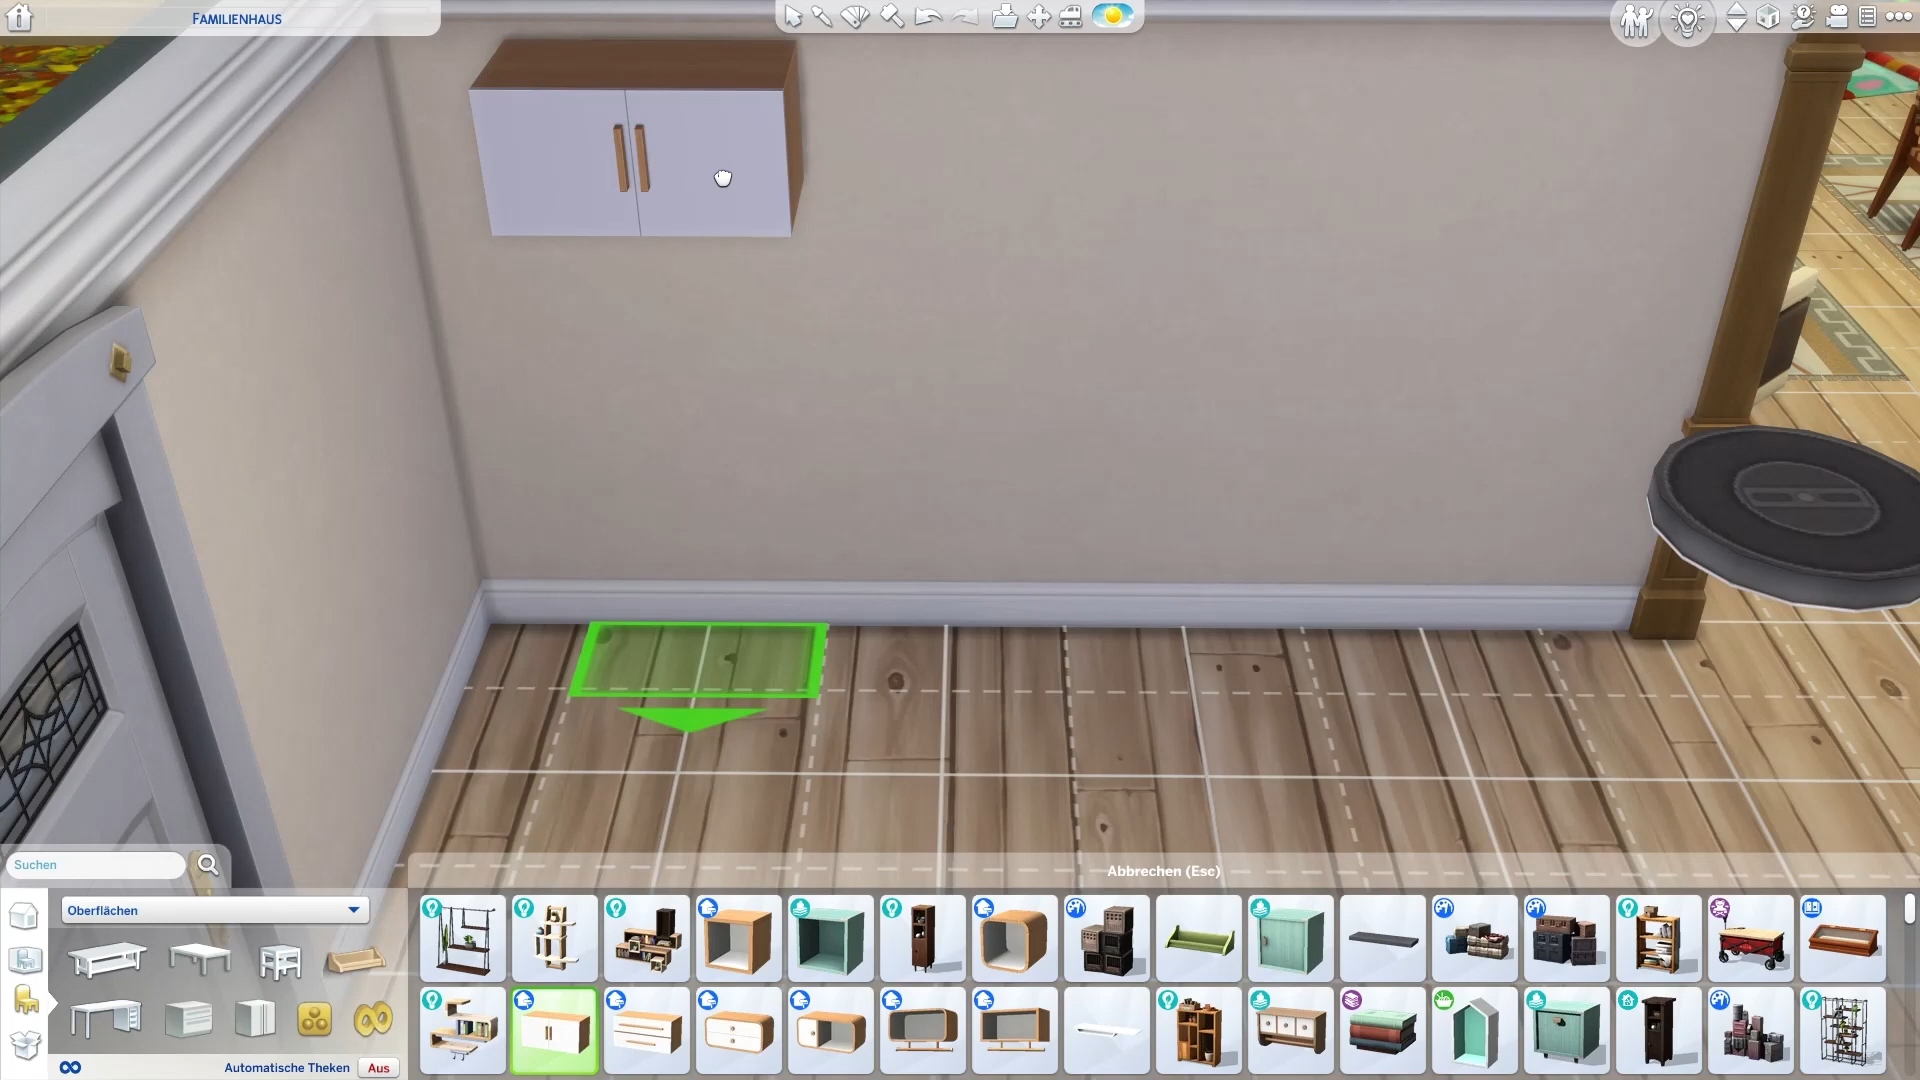 Familienhaus
Abbrechen (Esc)
Suchen
Oberflächen
Automatische Theken Aus